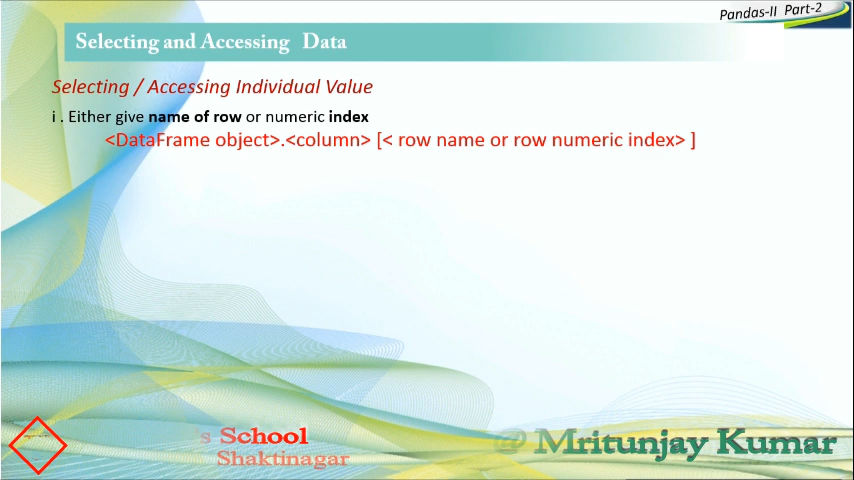 Pandas-II Part-2
Selecting and Accessing Data
Selecting / Accessing Individual Value
i . Either give name of row or numeric index
<DataFrame object>.<column> [< row name or row numeric index> ]
s School
Shaktinagar
@ Mritunjay Kumar